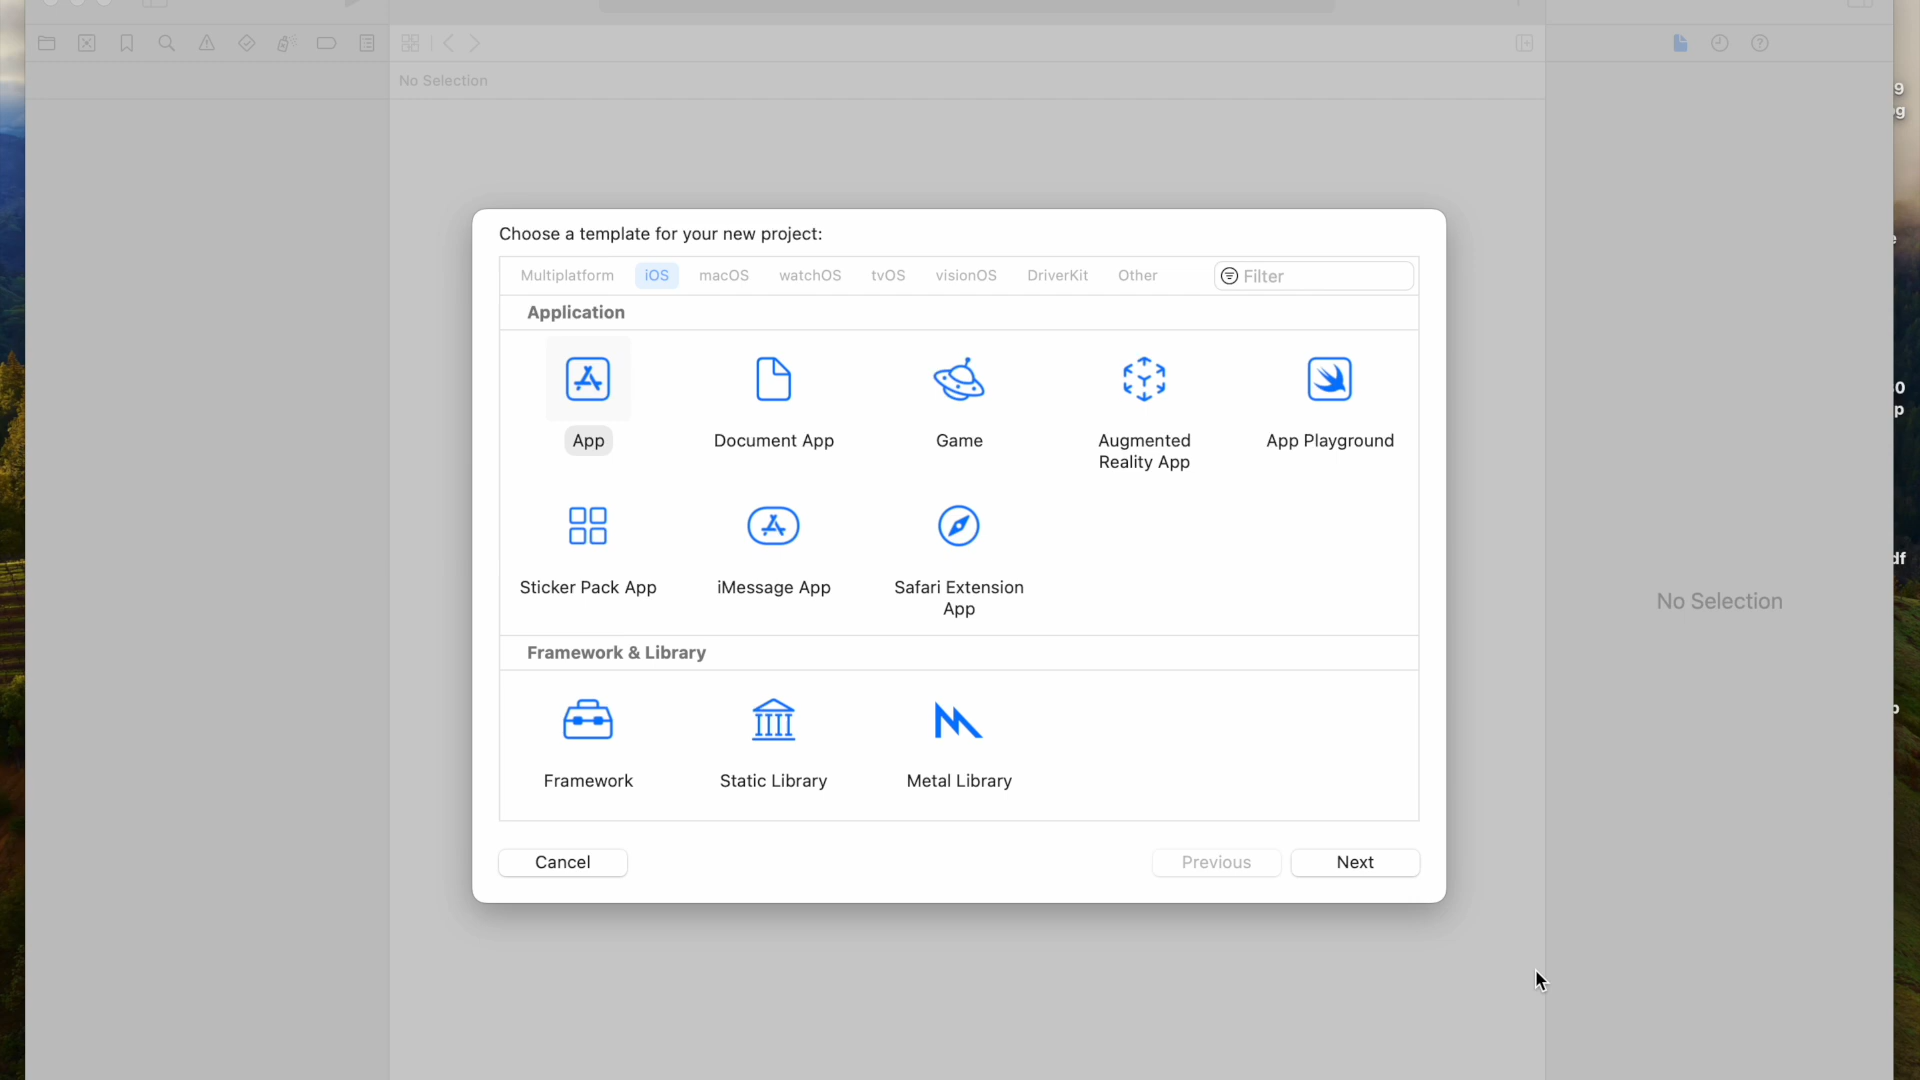 No Selection
Choose a template for your new project:
Multiplatform iOS macOS watchOS tvOS visionOS DriverKit Other Filter
Application
App Document App Game Augmented Reality App App Playground
Sticker Pack App iMessage App Safari Extension App
No Selection
Framework & Library
Framework Static Library Metal Library
Cancel Previous Next